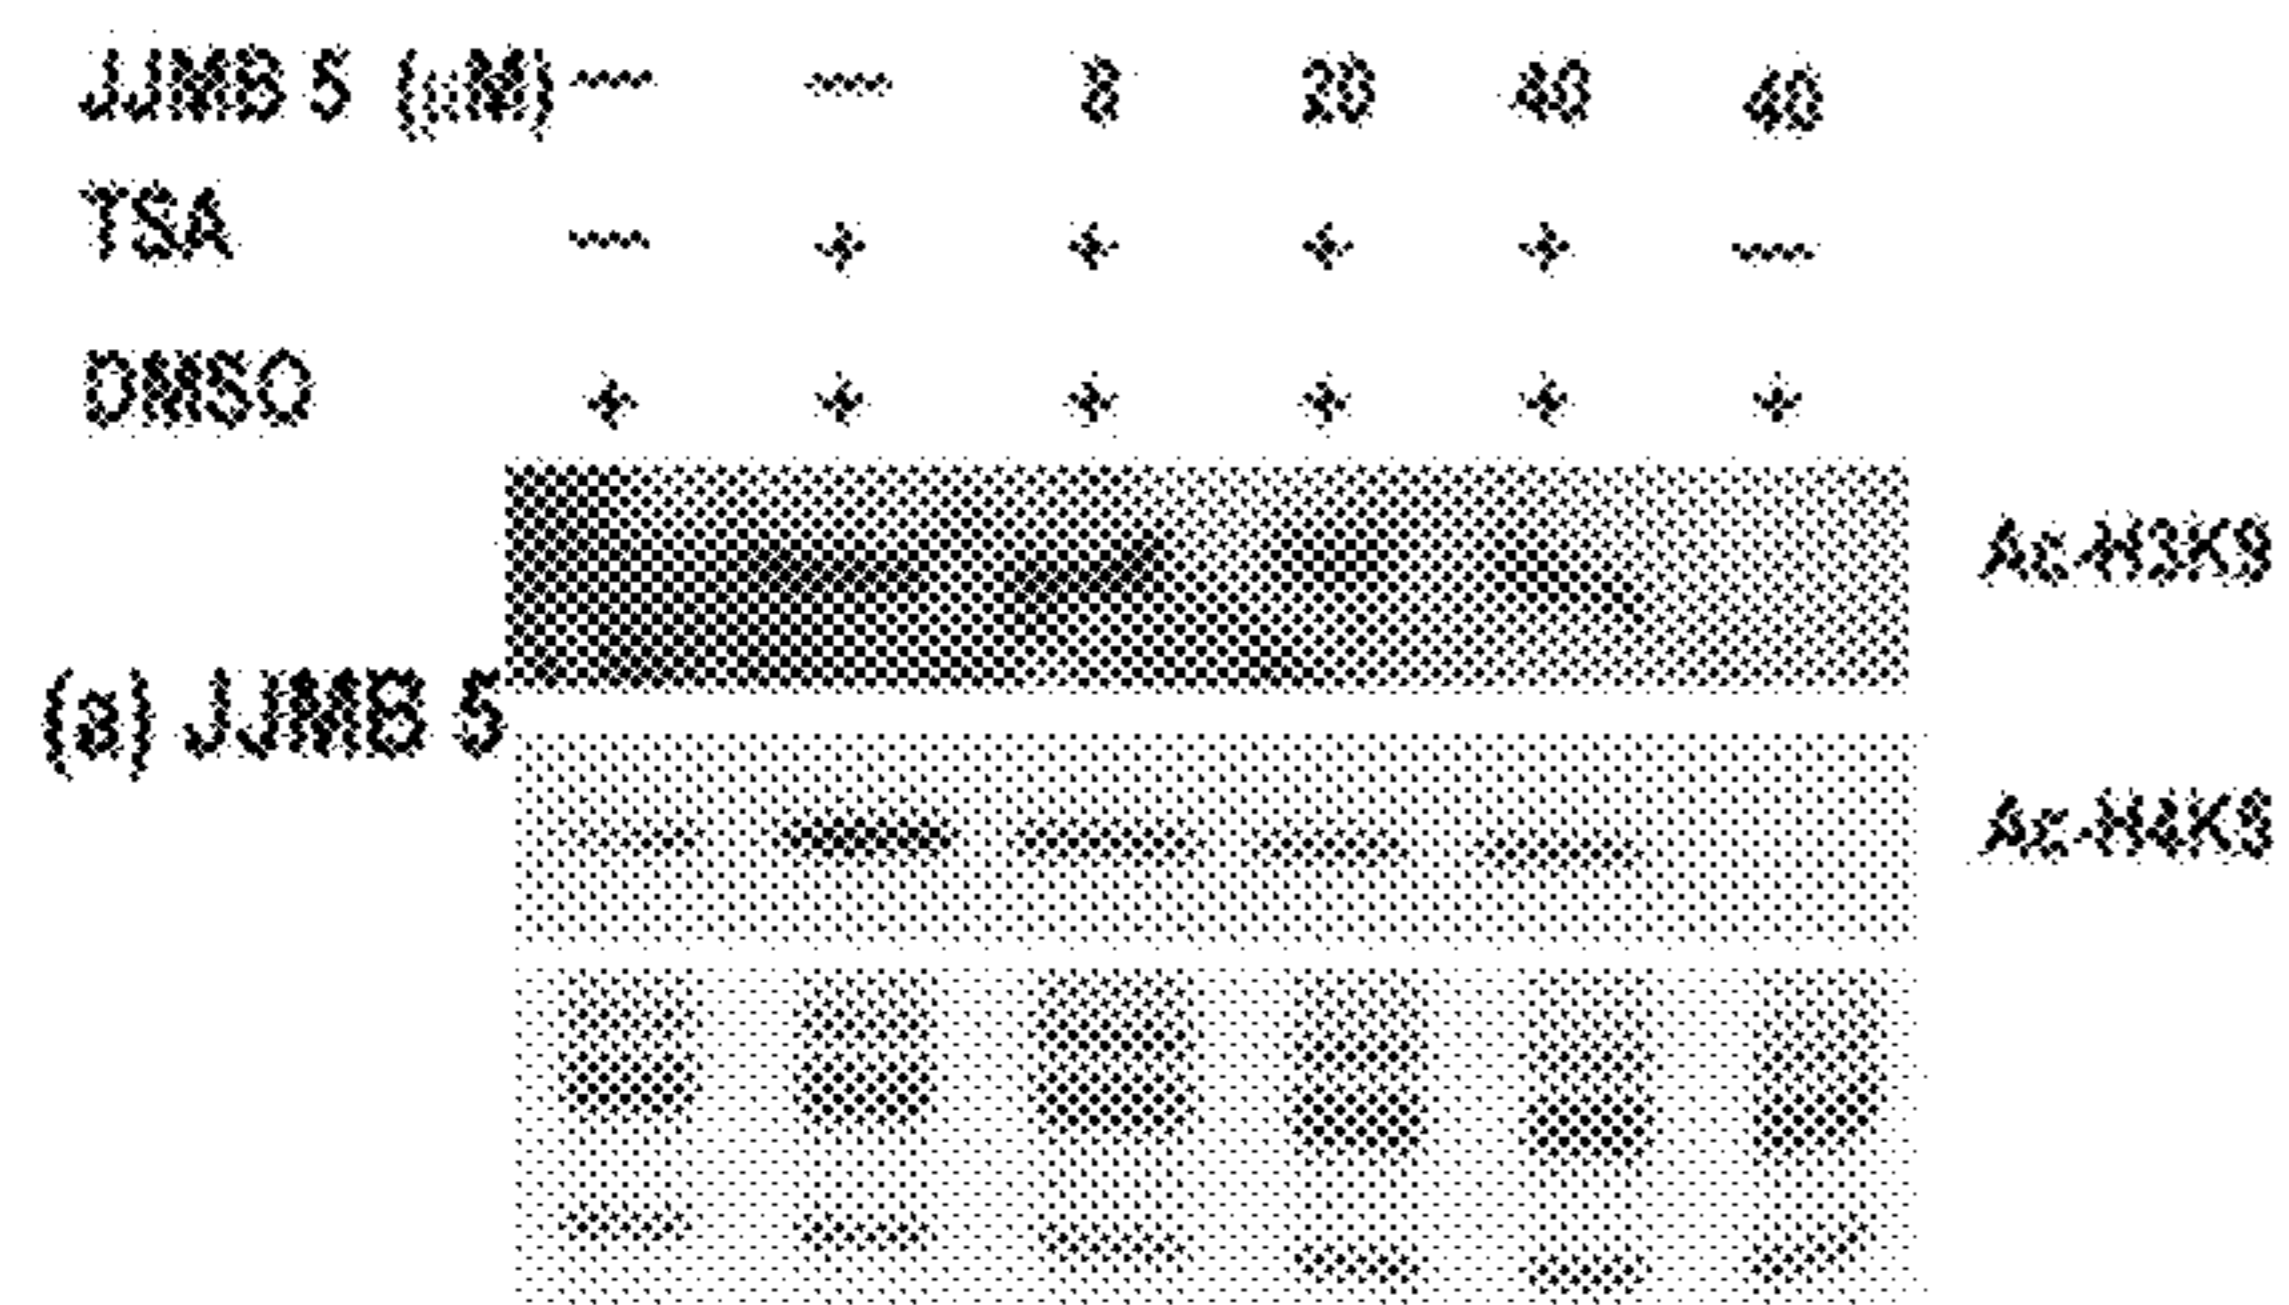 JJMB 5 (µM) — — 8 20 40 40
TSA — + + + + —
DMSO + + + + + +
Ac-H3K9
(a) JJMB 5
Ac-H4K8